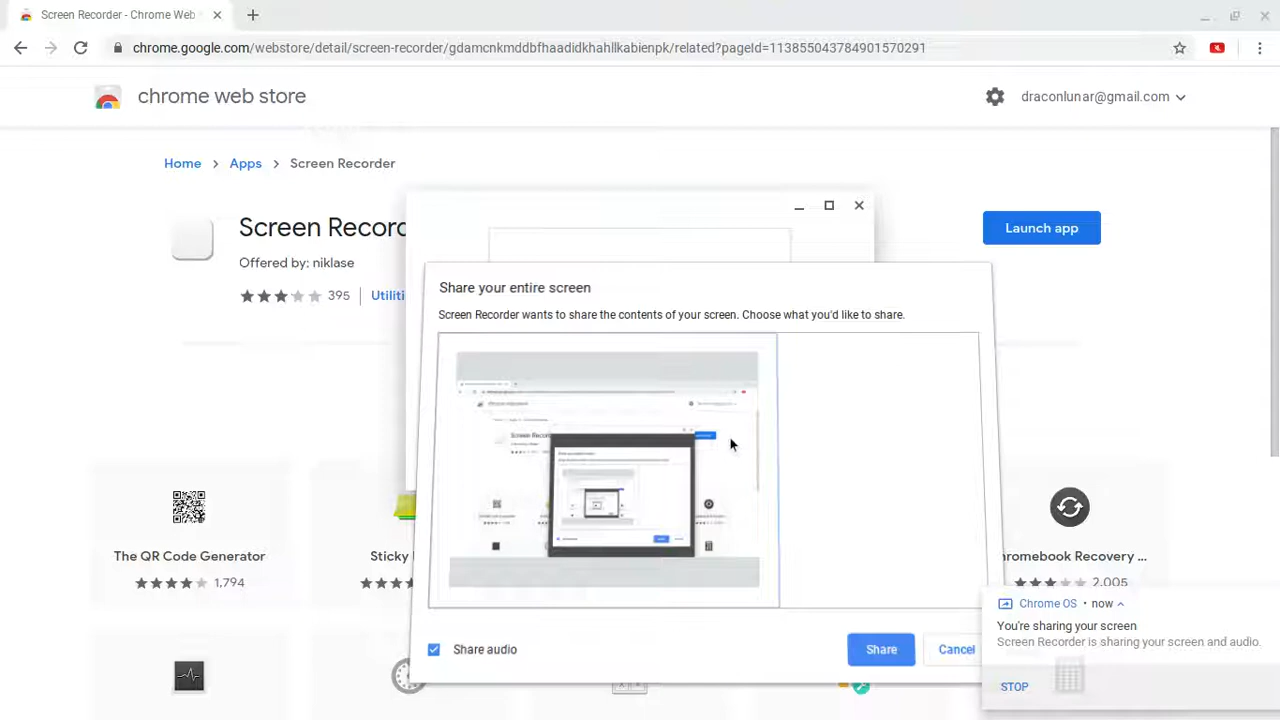 Screen Recorder - Chrome Web
chrome.google.com/webstore/detail/screen-recorder/gdamcnkmddbfhaadidkhahllkabienpk/related?pageId=113855043784901570291
chrome web store
draconlunar@gmail.com
Home > Apps > Screen Recorder
Screen Recorc
Launch app
Offered by: niklase
395
Utiliti
Share your entire screen
Screen Recorder wants to share the contents of your screen. Choose what you'd like to share.
The QR Code Generator
Sticky
hromebook Recovery ...
1,794
2,005
Chrome OS • now
You're sharing your screen
Screen Recorder is sharing your screen and audio.
Share audio
Share
Cancel
STOP